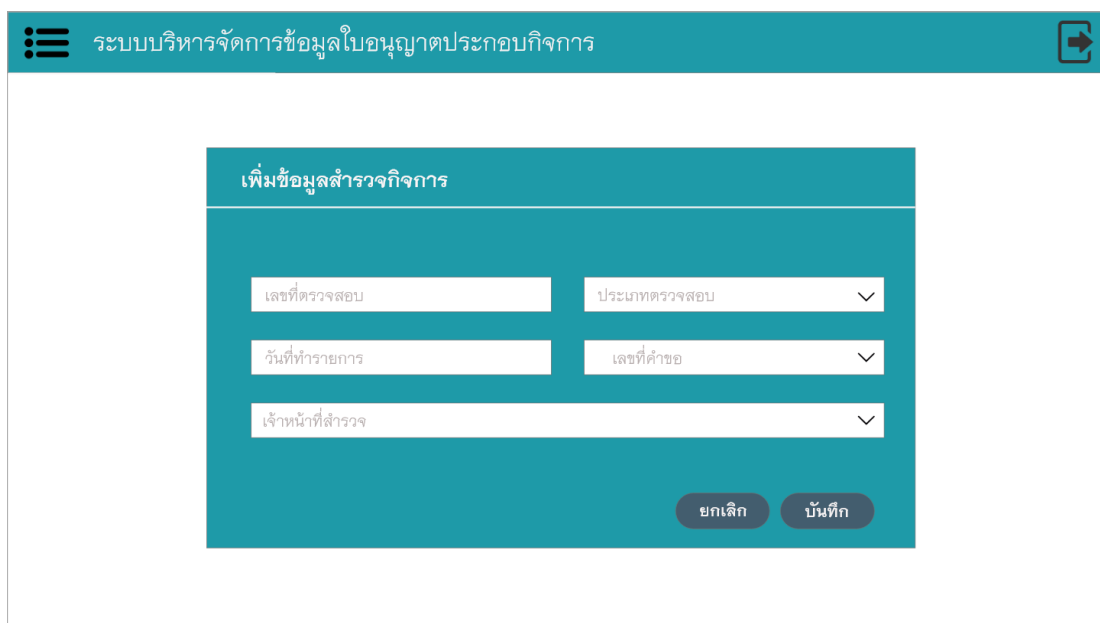 ระบบบริหารจัดการข้อมูลใบอนุญาตประกอบกิจการ
เพิ่มข้อมูลสำรวจกิจการ
เลขที่ตรวจสอบ
ประเภทตรวจสอบ
วันที่ทำรายการ
เลขที่คำขอ
เจ้าหน้าที่สำรวจ
ยกเลิก
บันทึก